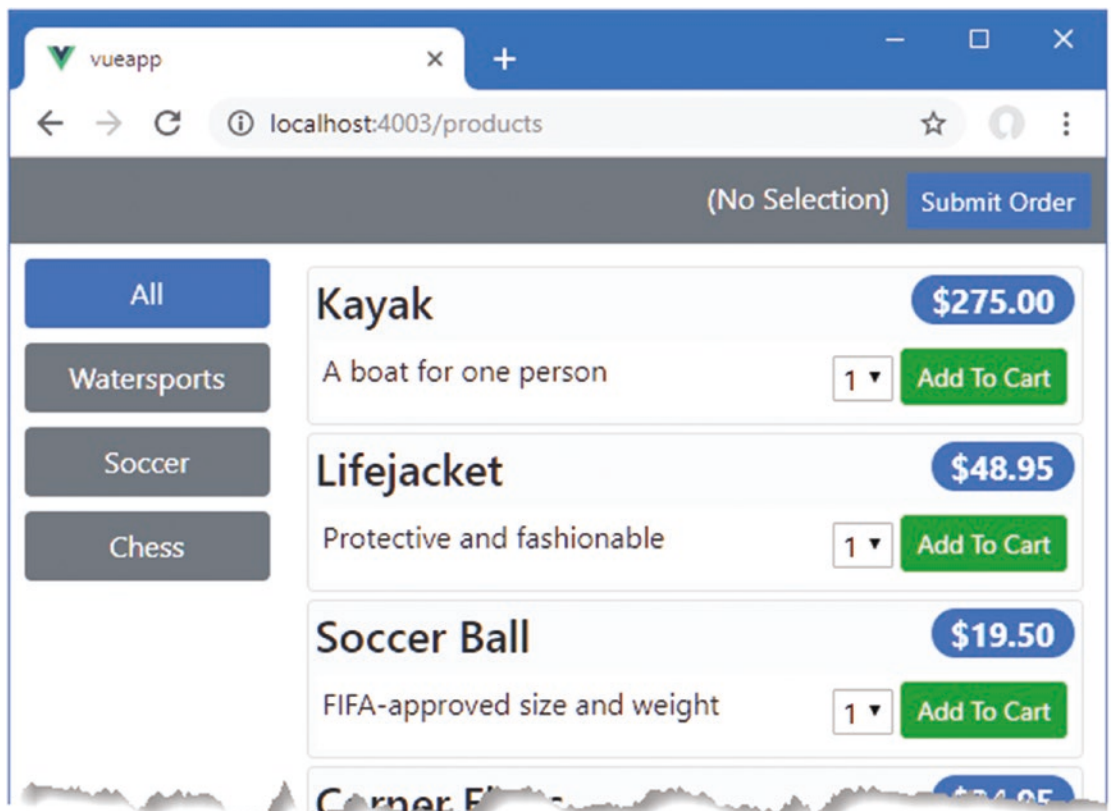 vueapp
localhost:4003/products
(No Selection) Submit Order
All
Watersports
Soccer
Chess
Kayak $275.00
A boat for one person 1 Add To Cart
Lifejacket $48.95
Protective and fashionable 1 Add To Cart
Soccer Ball $19.50
FIFA-approved size and weight 1 Add To Cart
Corner